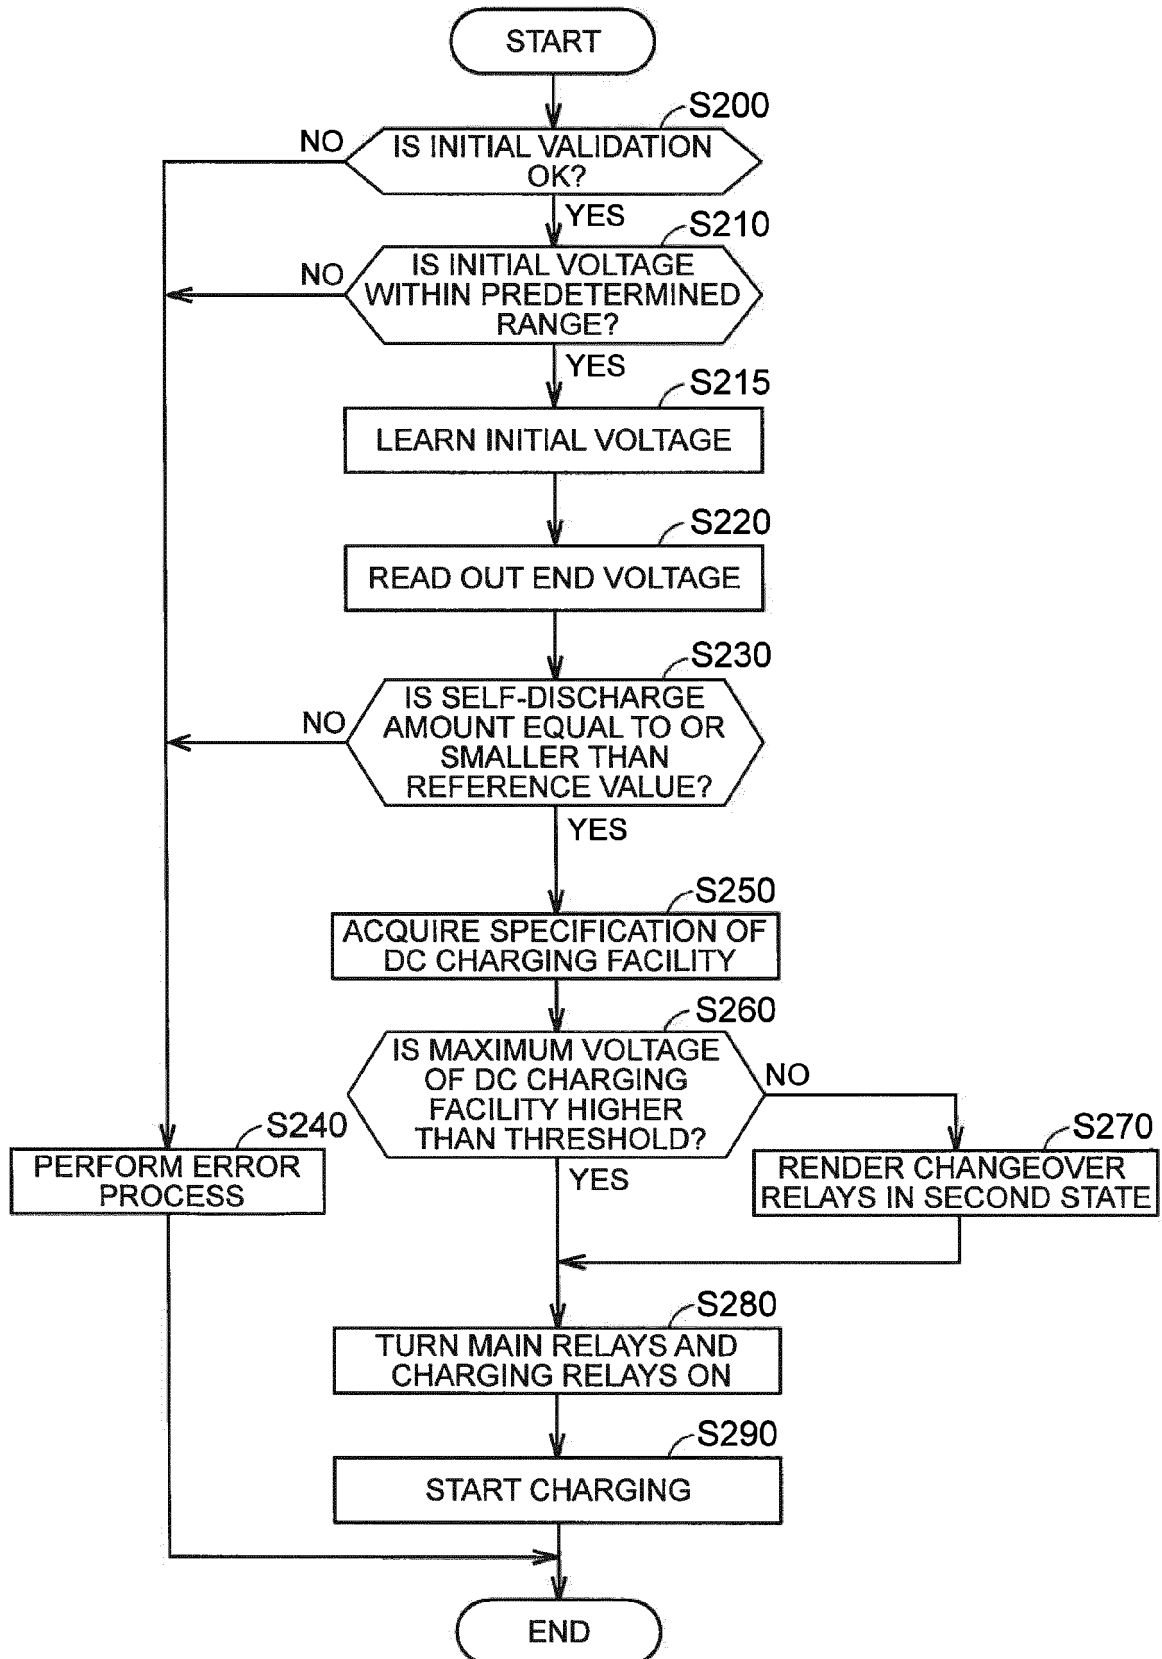 START
S200
NO
IS INITIAL VALIDATION
OK?
YES
S210
NO
IS INITIAL VOLTAGE
WITHIN PREDETERMINED
RANGE?
YES
S215
LEARN INITIAL VOLTAGE
S220
READ OUT END VOLTAGE
S230
NO
IS SELF-DISCHARGE
AMOUNT EQUAL TO OR
SMALLER THAN
REFERENCE VALUE?
YES
S250
ACQUIRE SPECIFICATION OF
DC CHARGING FACILITY
S260
IS MAXIMUM VOLTAGE
OF DC CHARGING
FACILITY HIGHER
THAN THRESHOLD?
NO
YES
S240
PERFORM ERROR
PROCESS
S270
RENDER CHANGEOVER
RELAYS IN SECOND STATE
S280
TURN MAIN RELAYS AND
CHARGING RELAYS ON
S290
START CHARGING
END